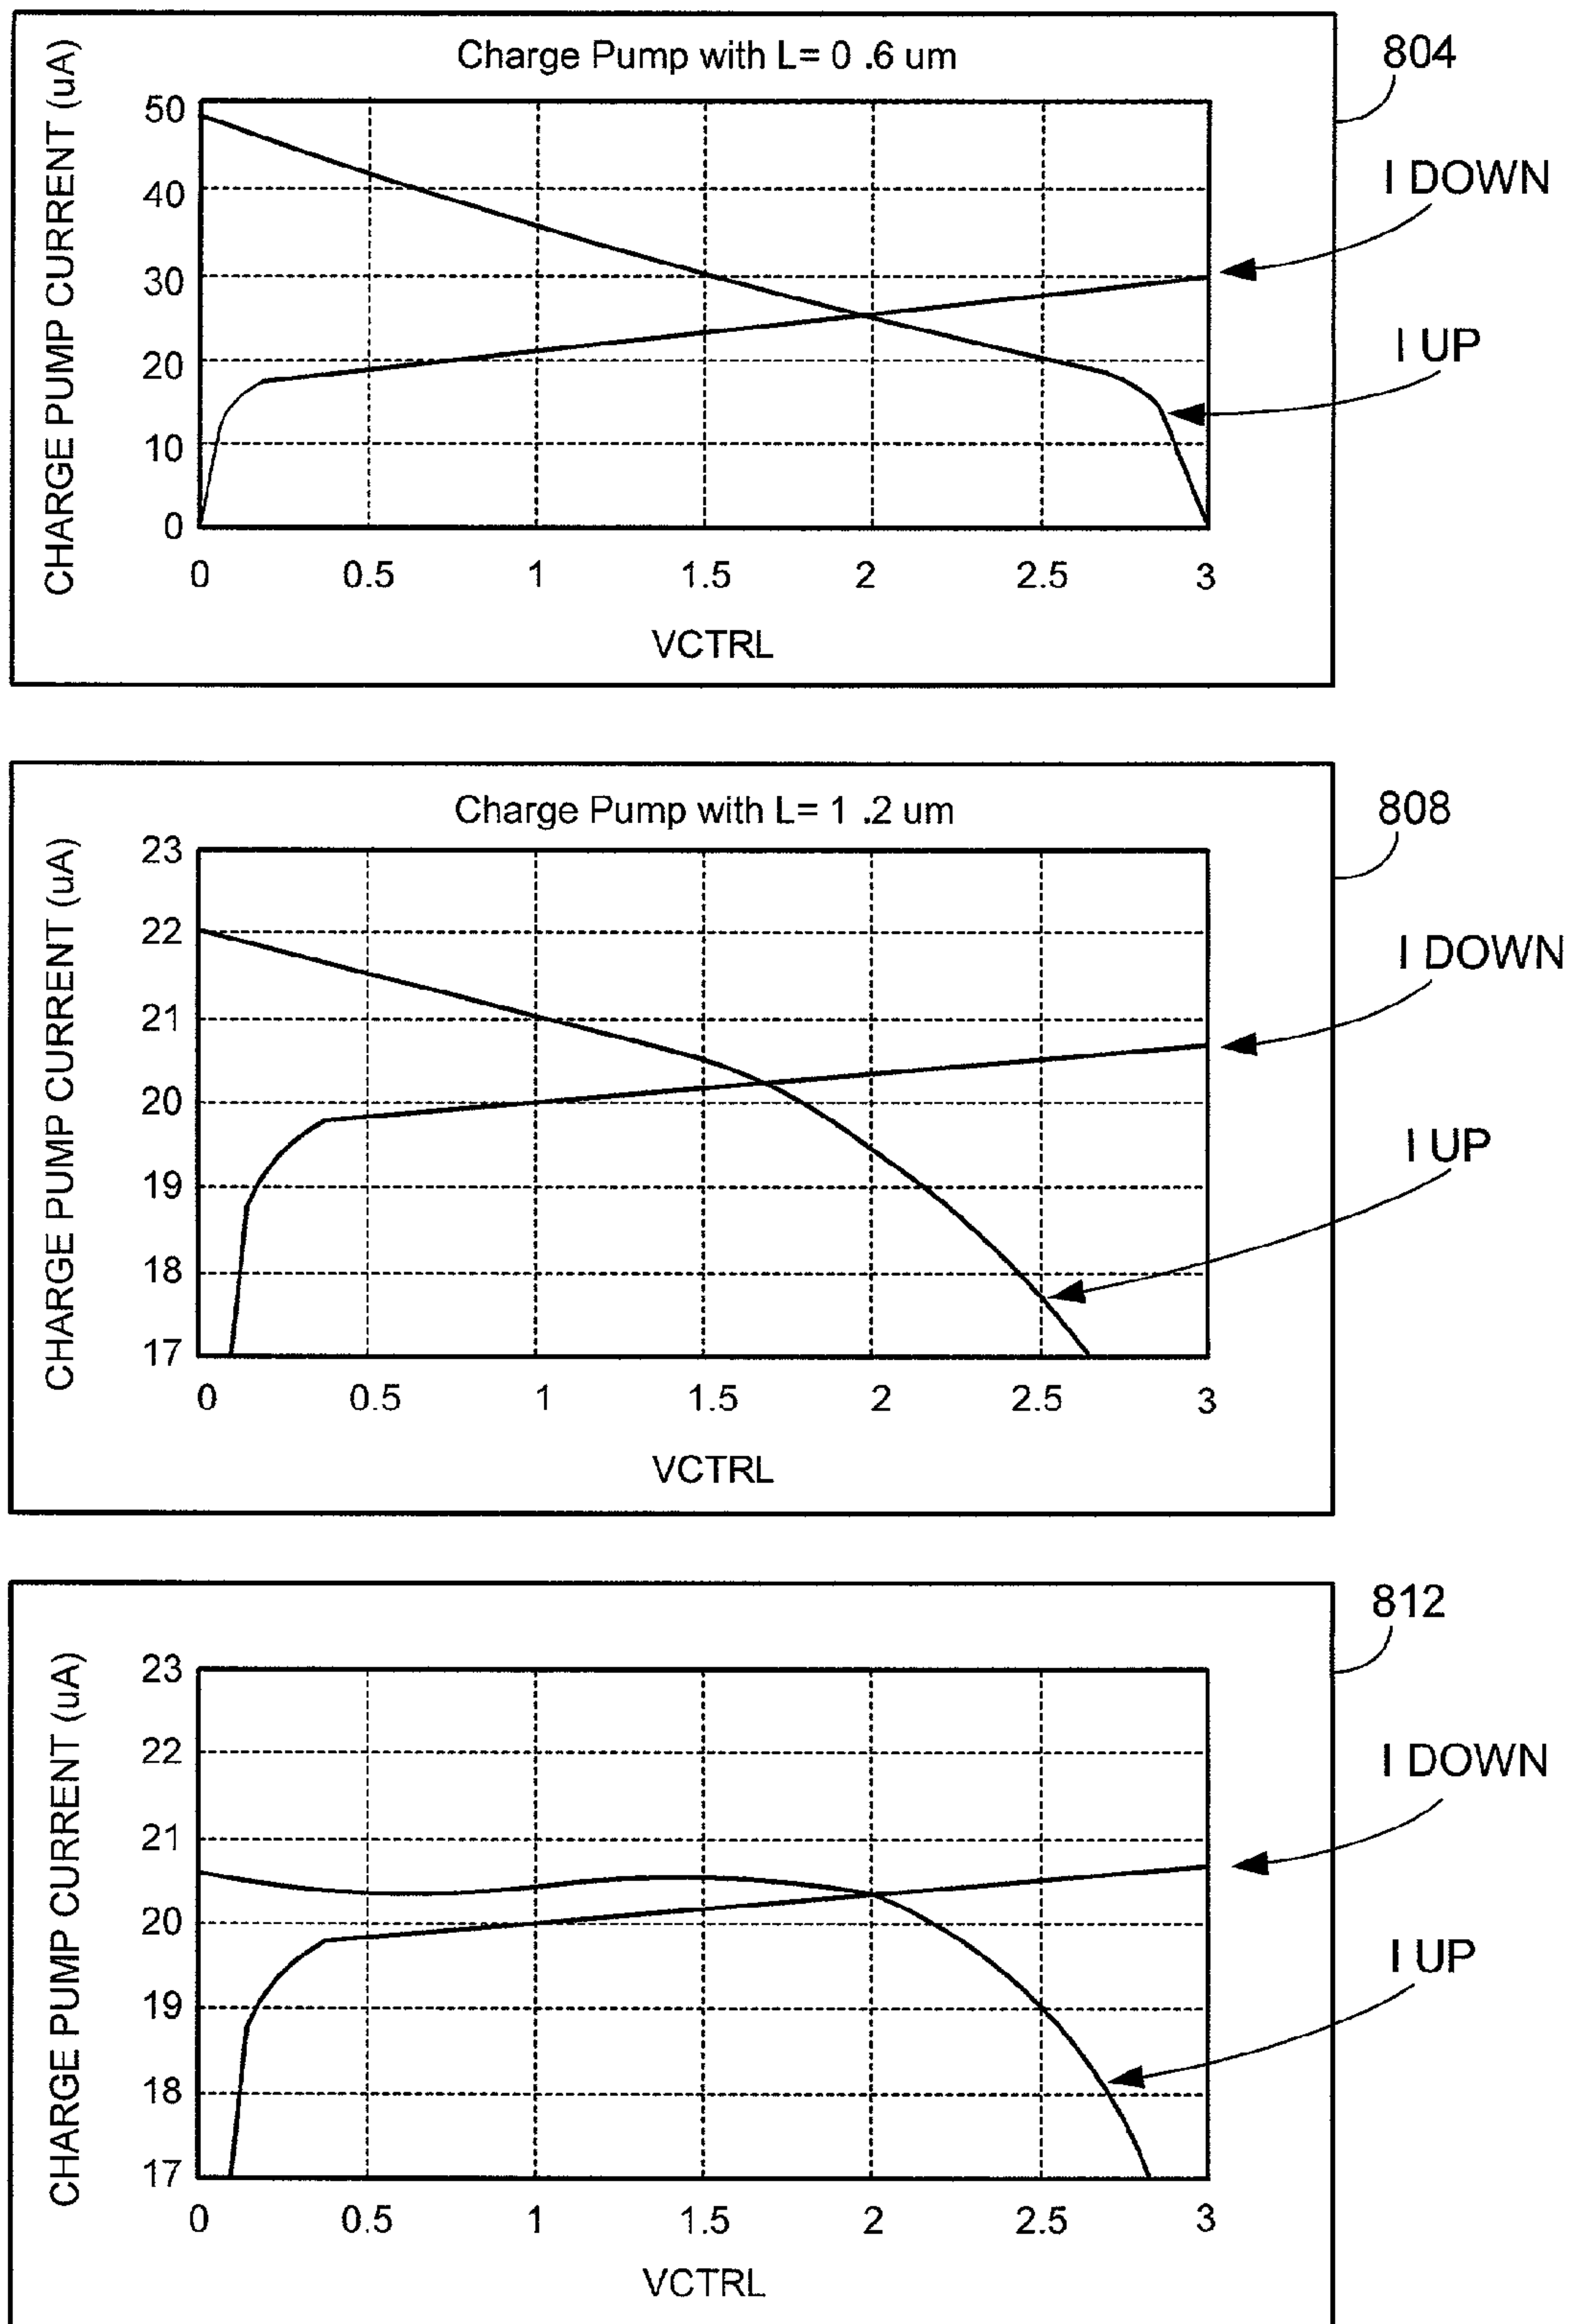 Charge Pump with L= 0 .6 um
804
CHARGE PUMP CURRENT (uA)
50
40
30
20
10
0
0 0.5 1 1.5 2 2.5 3
VCTRL
I DOWN
I UP
Charge Pump with L= 1 .2 um
808
CHARGE PUMP CURRENT (uA)
23
22
21
20
19
18
17
0 0.5 1 1.5 2 2.5 3
VCTRL
I DOWN
I UP
812
CHARGE PUMP CURRENT (uA)
23
22
21
20
19
18
17
0 0.5 1 1.5 2 2.5 3
VCTRL
I DOWN
I UP